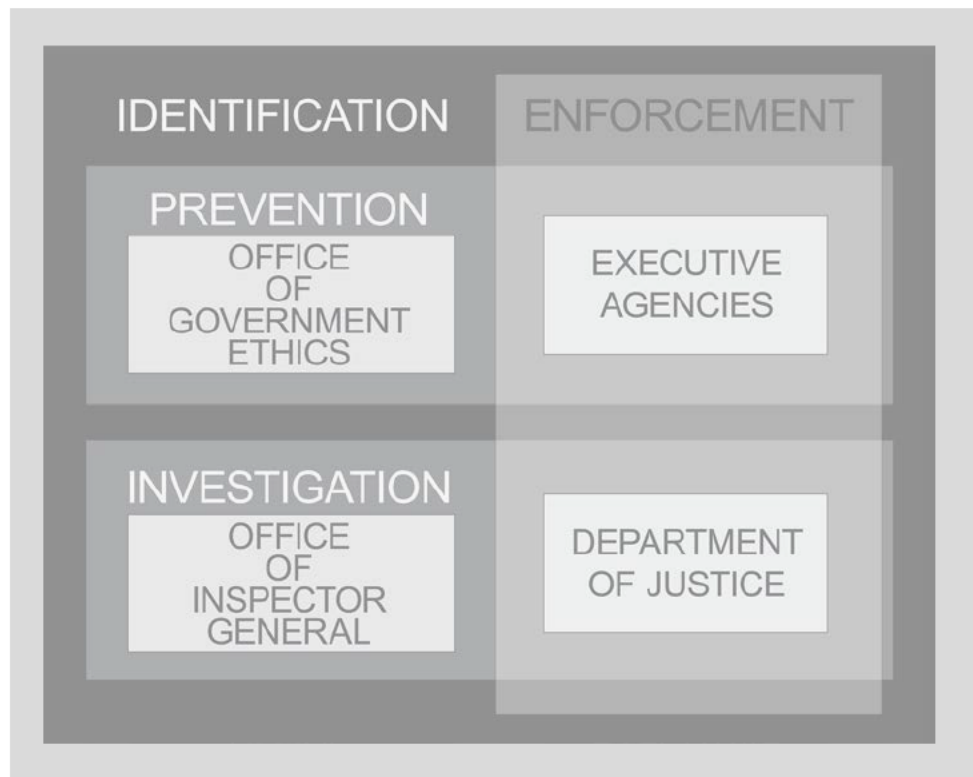 IDENTIFICATION
ENFORCEMENT
PREVENTION
OFFICE
OF
GOVERNMENT
ETHICS
EXECUTIVE
AGENCIES
INVESTIGATION
OFFICE
OF
INSPECTOR
GENERAL
DEPARTMENT
OF JUSTICE